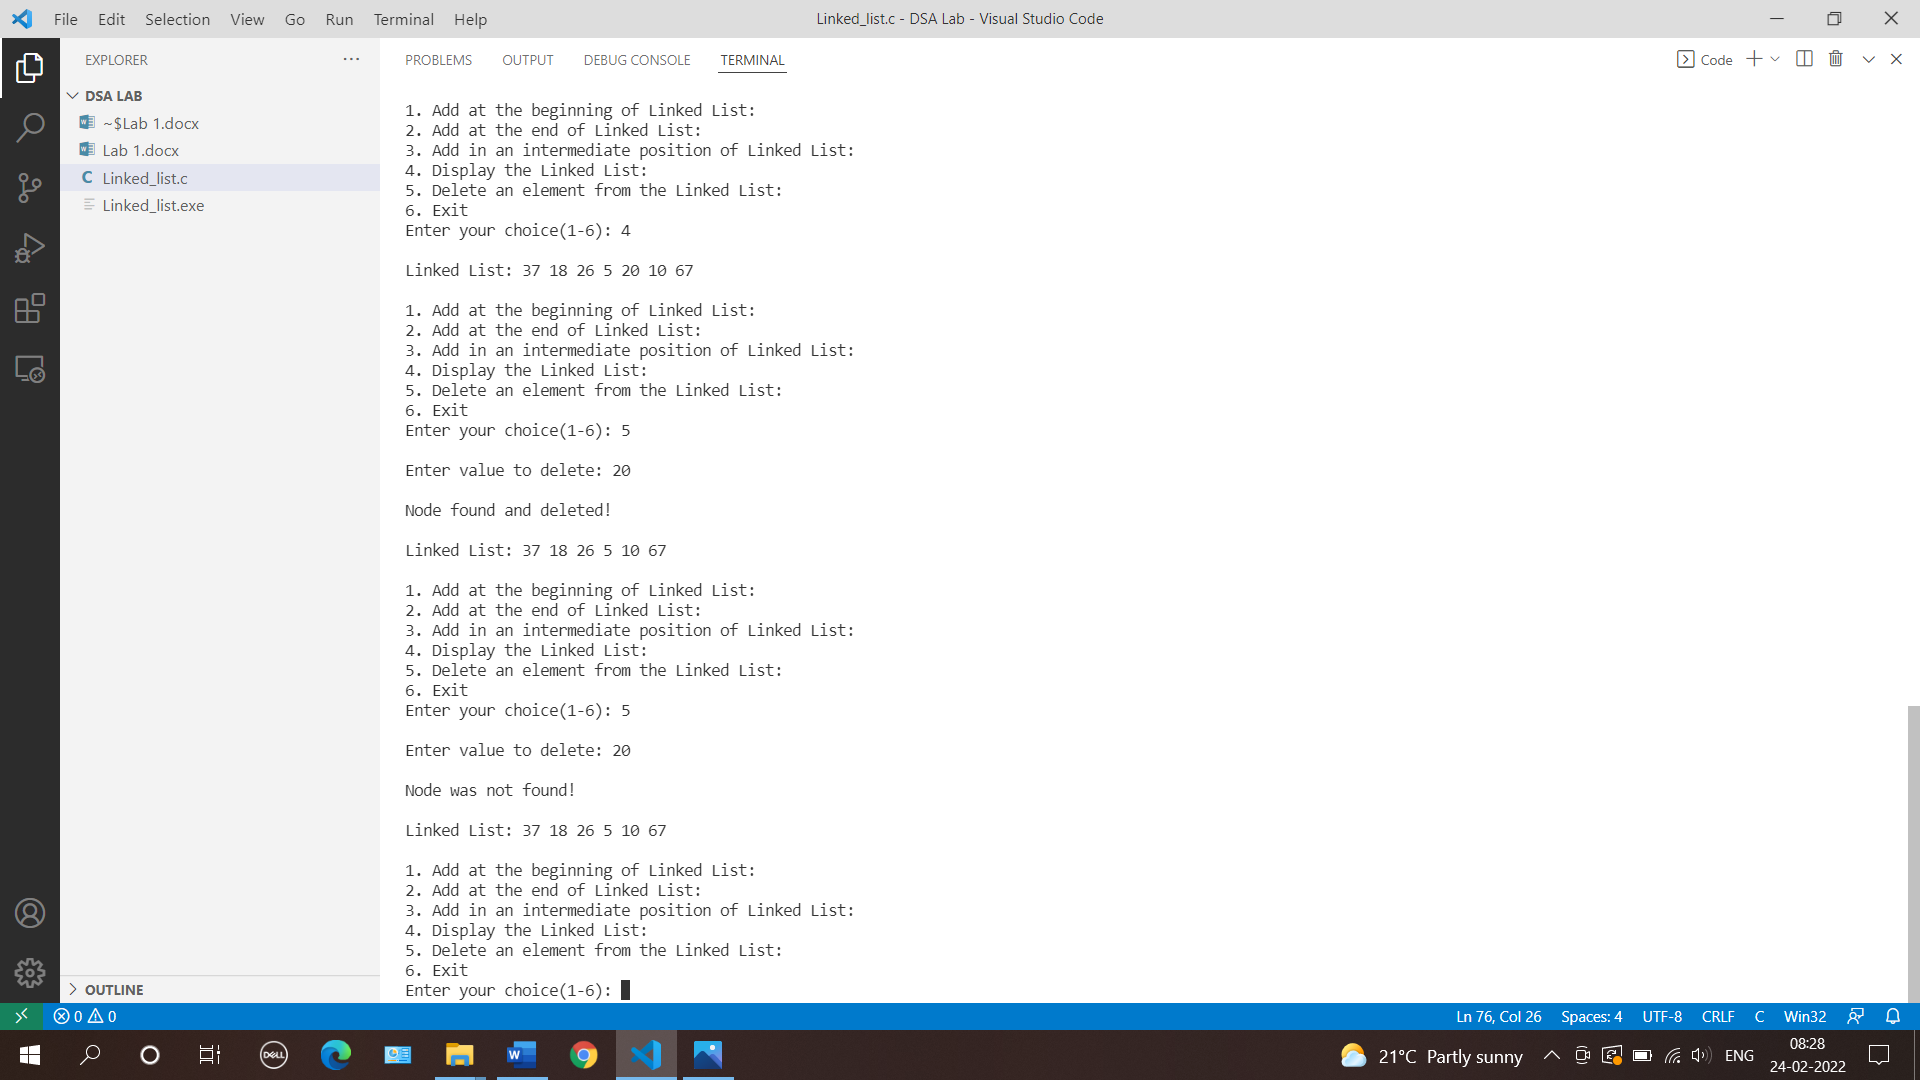 File Edit Selection View Go Run Terminal Help
Linked_list.c - DSA Lab - Visual Studio Code
EXPLORER
PROBLEMS OUTPUT DEBUG CONSOLE TERMINAL
Code
DSA LAB
~$Lab 1.docx
Lab 1.docx
C Linked_list.c
Linked_list.exe
1. Add at the beginning of Linked List:
2. Add at the end of Linked List:
3. Add in an intermediate position of Linked List:
4. Display the Linked List:
5. Delete an element from the Linked List:
6. Exit
Enter your choice(1-6): 4
Linked List: 37 18 26 5 20 10 67
1. Add at the beginning of Linked List:
2. Add at the end of Linked List:
3. Add in an intermediate position of Linked List:
4. Display the Linked List:
5. Delete an element from the Linked List:
6. Exit
Enter your choice(1-6): 5
Enter value to delete: 20
Node found and deleted!
Linked List: 37 18 26 5 10 67
1. Add at the beginning of Linked List:
2. Add at the end of Linked List:
3. Add in an intermediate position of Linked List:
4. Display the Linked List:
5. Delete an element from the Linked List:
6. Exit
Enter your choice(1-6): 5
Enter value to delete: 20
Node was not found!
Linked List: 37 18 26 5 10 67
1. Add at the beginning of Linked List:
2. Add at the end of Linked List:
3. Add in an intermediate position of Linked List:
4. Display the Linked List:
5. Delete an element from the Linked List:
6. Exit
Enter your choice(1-6):
OUTLINE
0 0
Ln 76, Col 26 Spaces: 4 UTF-8 CRLF C Win32
DELL
21°C Partly sunny
ENG
08:28
24-02-2022